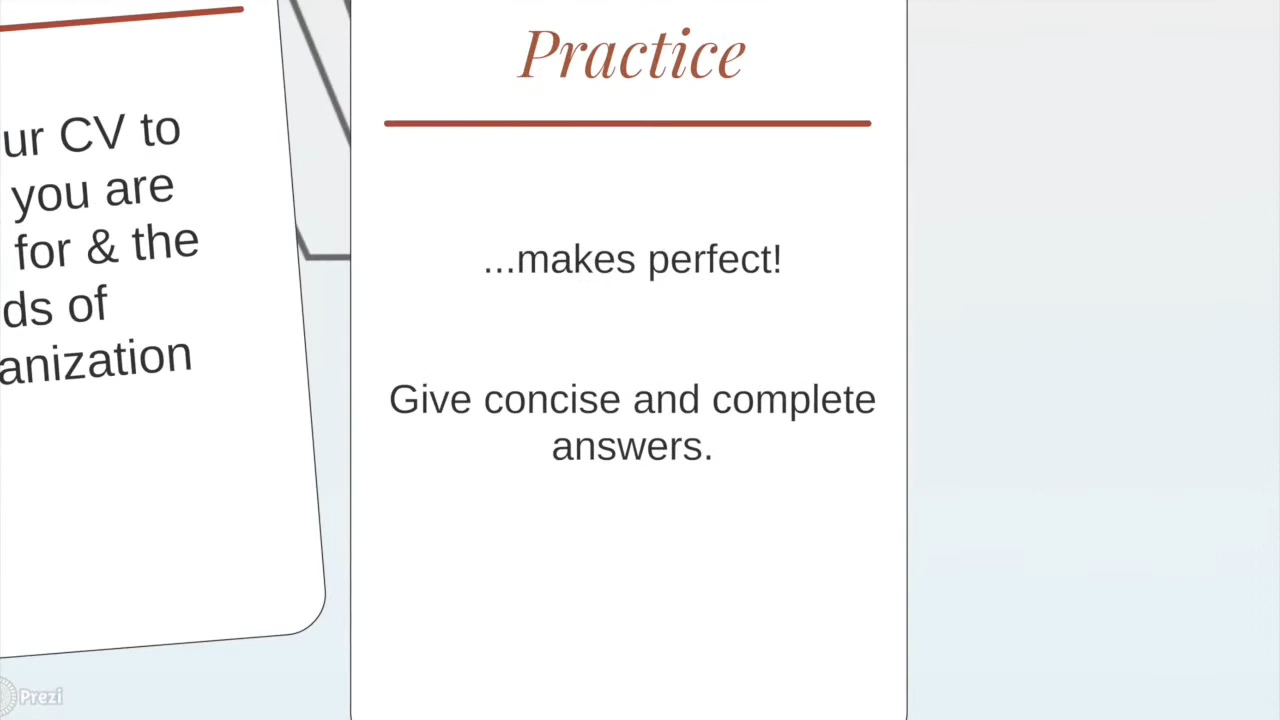 ur CV to
you are
for & the
ds of
anization
Practice
...makes perfect!
Give concise and complete
answers.
Prezi